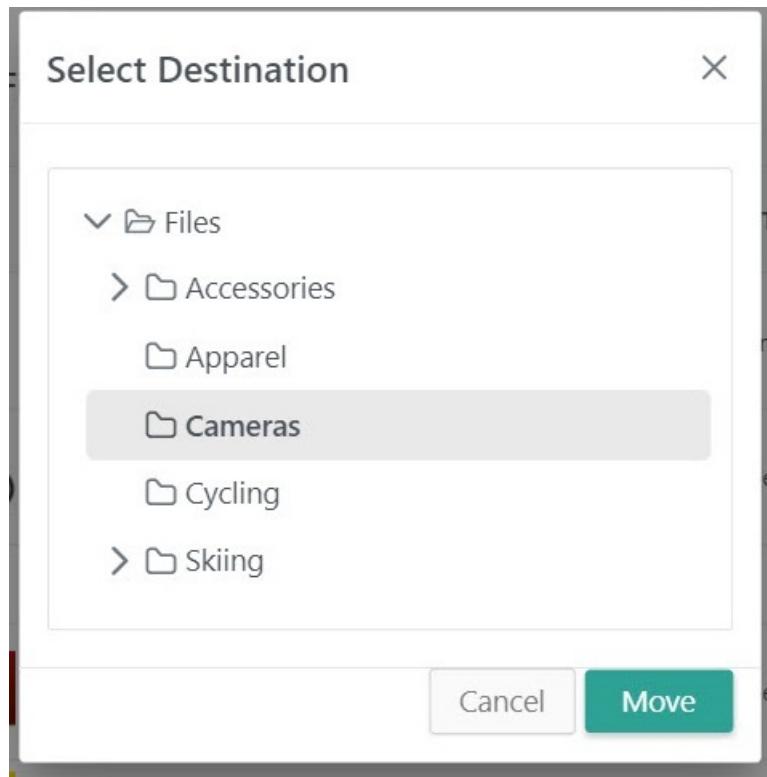 Select Destination
Files
Accessories
Apparel
Cameras
Cycling
Skiing
Cancel
Move